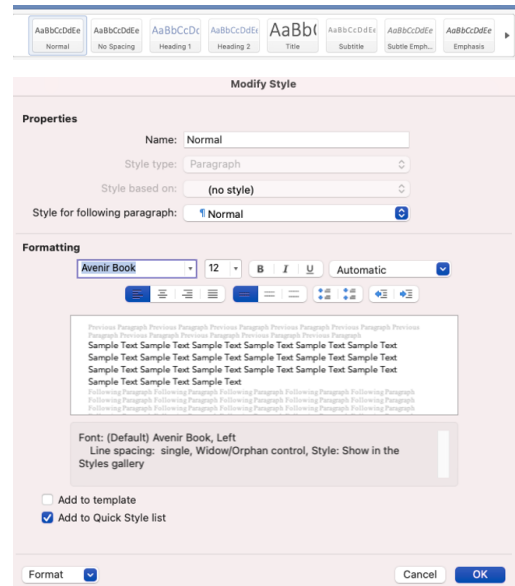 AaBbCcDdEe AaBbCcDdEe AaBbCcDc AaBbCcDdEe AaBb( AaBbCcDdEe AaBbCcDdEe AaBbCcDdEe
Normal No Spacing Heading 1 Heading 2 Title Subtitle Subtle Emph... Emphasis
Modify Style
Properties
Name: Normal
Style type: Paragraph
Style based on: (no style)
Style for following paragraph: ¶ Normal
Formatting
Avenir Book 12 B I U Automatic
Previous Paragraph Previous Paragraph Previous Paragraph Previous Paragraph Previous Paragraph Previous
Paragraph Previous Paragraph Previous Paragraph Previous Paragraph Previous Paragraph
Sample Text Sample Text Sample Text Sample Text Sample Text Sample Text
Sample Text Sample Text Sample Text Sample Text Sample Text Sample Text
Sample Text Sample Text Sample Text Sample Text Sample Text Sample Text
Sample Text Sample Text Sample Text
Following Paragraph Following Paragraph Following Paragraph Following Paragraph Following Paragraph
Following Paragraph Following Paragraph Following Paragraph Following Paragraph Following Paragraph
Following Paragraph Following Paragraph Following Paragraph Following Paragraph Following Paragraph
Font: (Default) Avenir Book, Left
Line spacing: single, Widow/Orphan control, Style: Show in the
Styles gallery
Add to template
Add to Quick Style list
Format Cancel OK